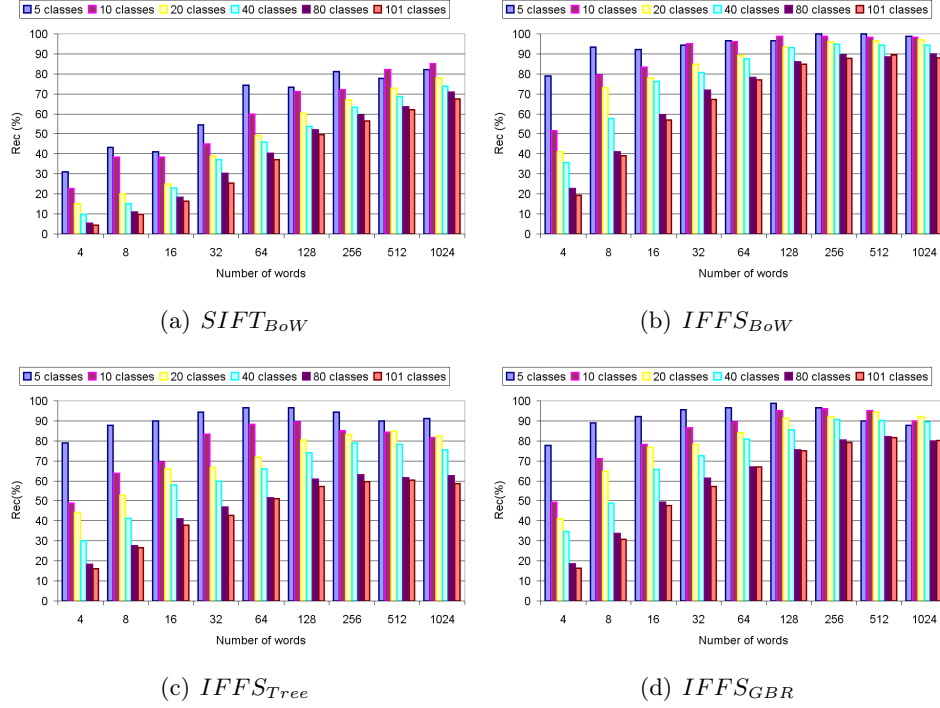 5 classes 10 classes 20 classes 40 classes 80 classes 101 classes
100
90
80
70
60
50
40
30
20
10
0
Rec (%)
4 8 16 32 64 128 256 512 1024
Number of words
(a) SIFT_BoW
5 classes 10 classes 20 classes 40 classes 80 classes 101 classes
100
90
80
70
60
50
40
30
20
10
0
Rec (%)
4 8 16 32 64 128 256 512 1024
Number of words
(b) IFFS_BoW
5 classes 10 classes 20 classes 40 classes 80 classes 101 classes
100
90
80
70
60
50
40
30
20
10
0
Rec(%)
4 8 16 32 64 128 256 512 1024
Number of words
(c) IFFS_Tree
5 classes 10 classes 20 classes 40 classes 80 classes 101 classes
100
90
80
70
60
50
40
30
20
10
0
Rec(%)
4 8 16 32 64 128 256 512 1024
Number of words
(d) IFFS_GBR